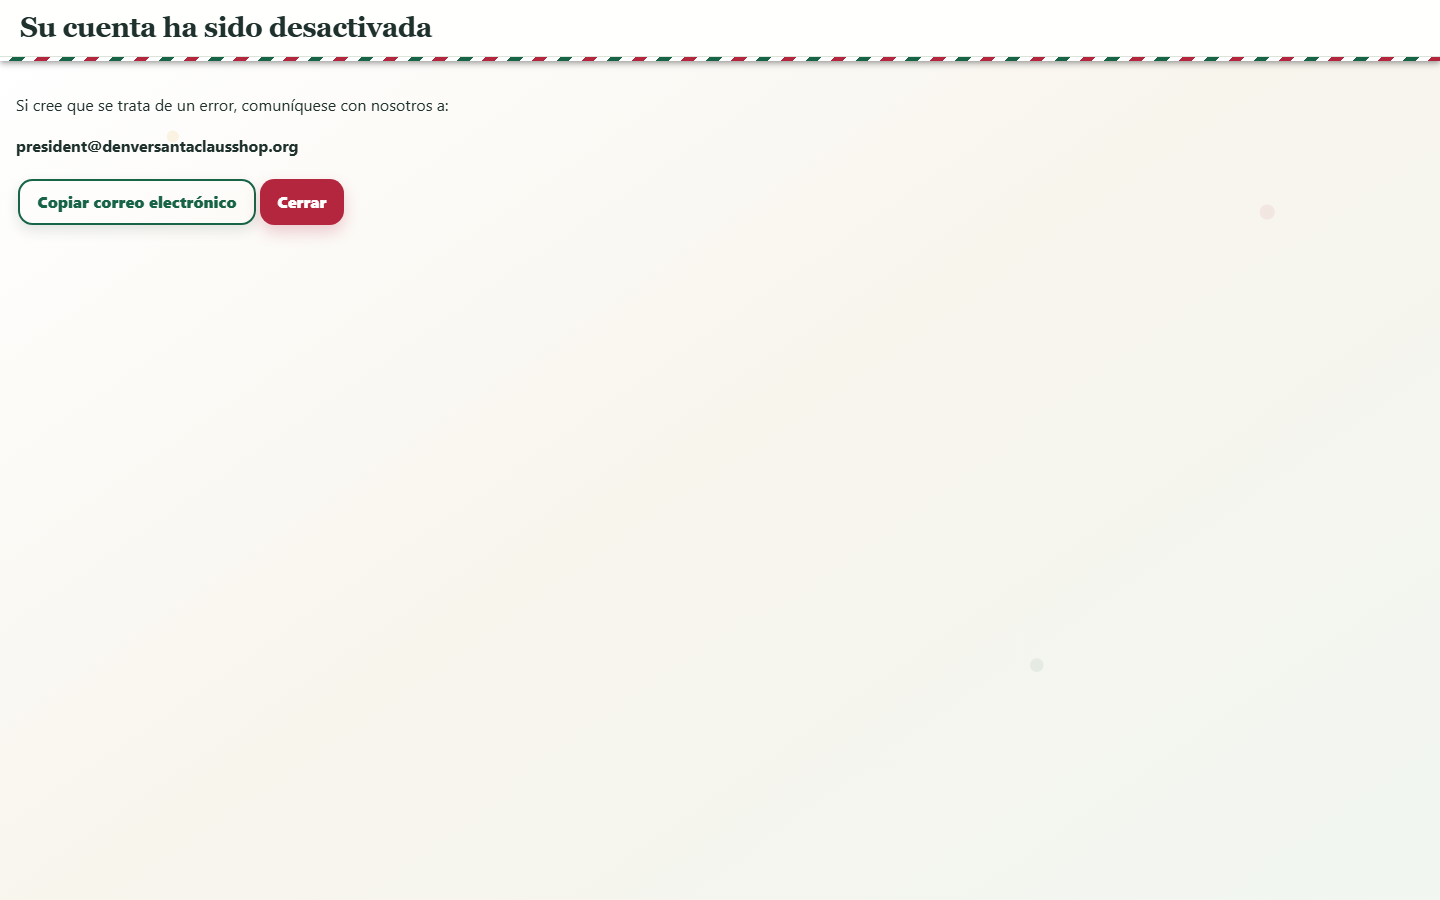 Su cuenta ha sido desactivada
Si cree que se trata de un error, comuníquese con nosotros a:
president@denversantaclausshop.org
Copiar correo electrónico
Cerrar